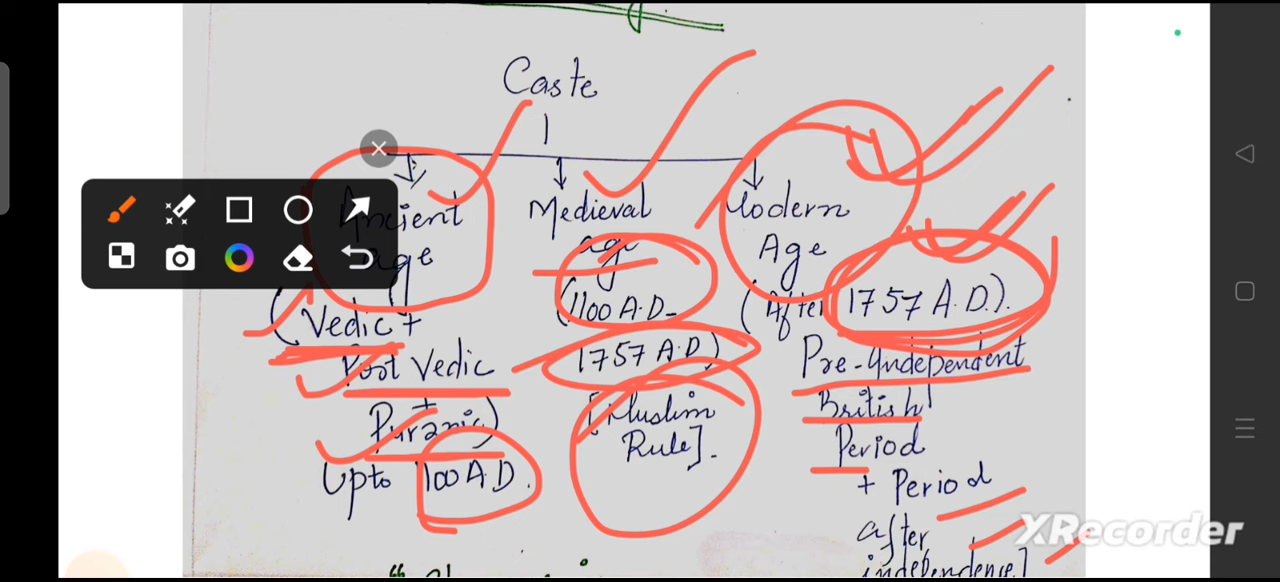 Caste
Ancient
age
(Vedic +
Post Vedic
+
Puranic)
Upto 1100 A.D.
Medieval
age
(1100 A.D-
1757 A.D)
[Muslim
Rule].
Modern
Age
(After 1757 A.D.).
Pre-Independent
British
Period
+ Period
after
independence]
XRecorder